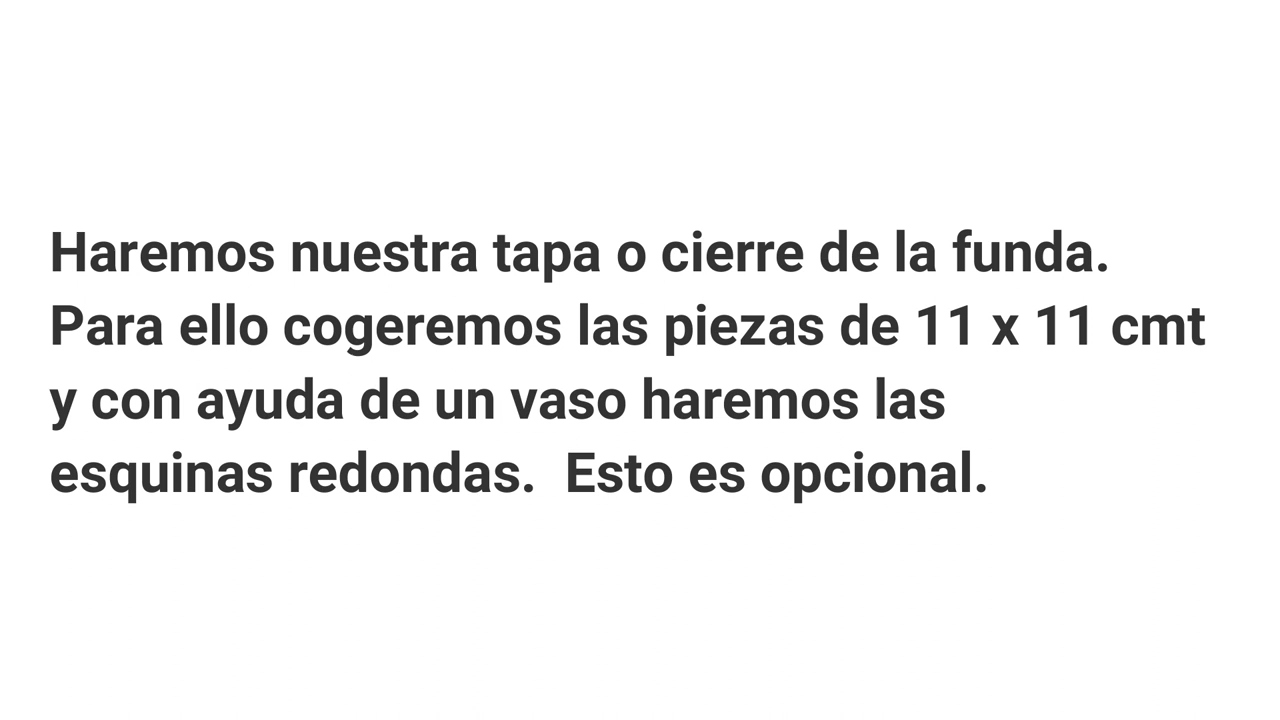 Haremos nuestra tapa o cierre de la funda.
Para ello cogeremos las piezas de 11 x 11 cmt
y con ayuda de un vaso haremos las
esquinas redondas.  Esto es opcional.